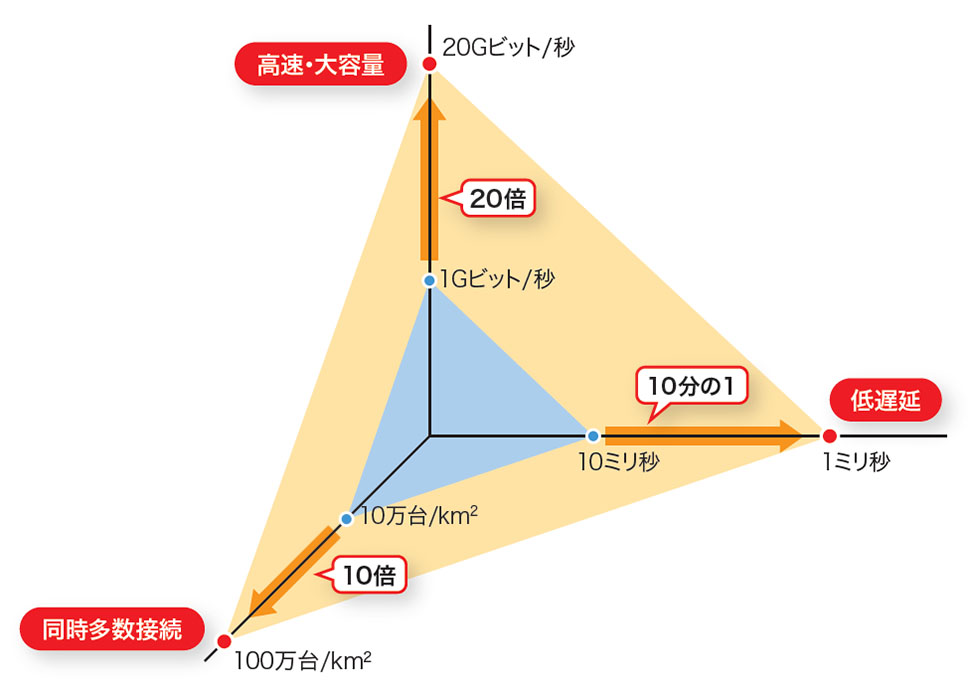 20Gビット/秒
高速・大容量
20倍
1Gビット/秒
10分の1
低遅延
10ミリ秒
1ミリ秒
10万台/km²
10倍
同時多数接続
100万台/km²